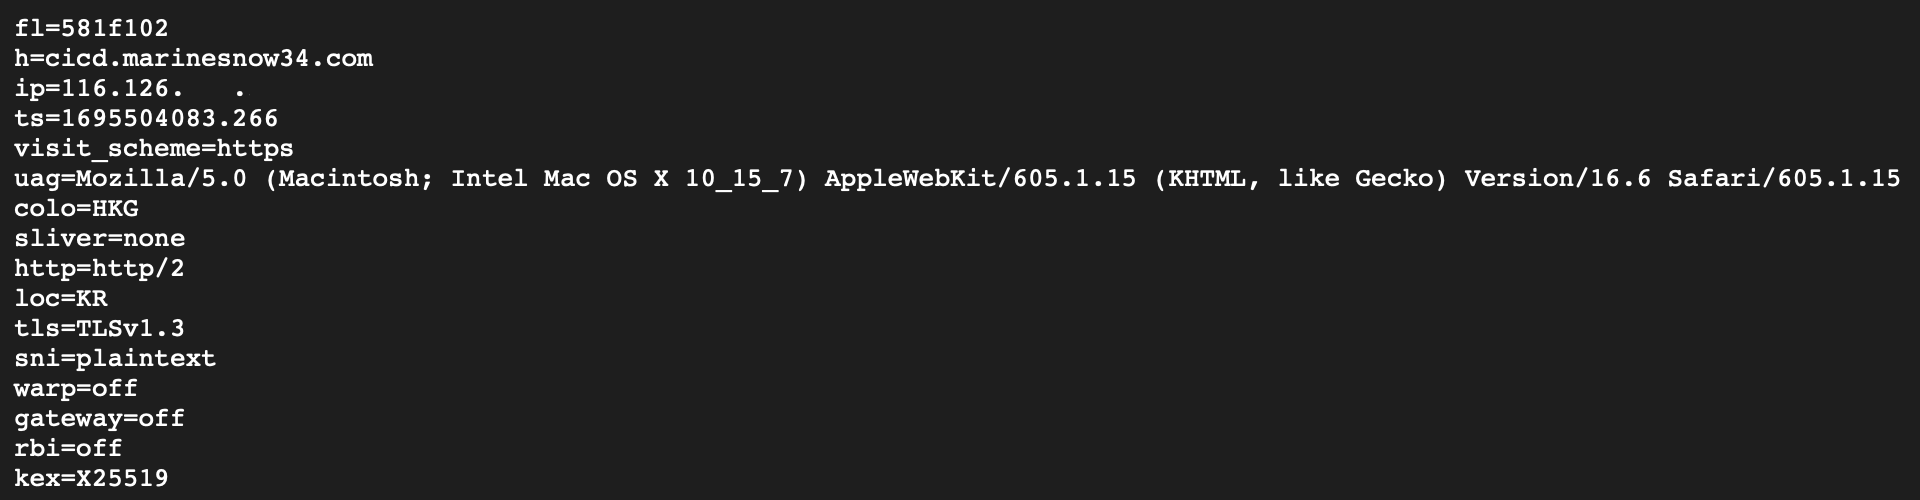 fl=581f102
h=cicd.marinesnow34.com
ip=116.126.   .
ts=1695504083.266
visit_scheme=https
uag=Mozilla/5.0 (Macintosh; Intel Mac OS X 10_15_7) AppleWebKit/605.1.15 (KHTML, like Gecko) Version/16.6 Safari/605.1.15
colo=HKG
sliver=none
http=http/2
loc=KR
tls=TLSv1.3
sni=plaintext
warp=off
gateway=off
rbi=off
kex=X25519